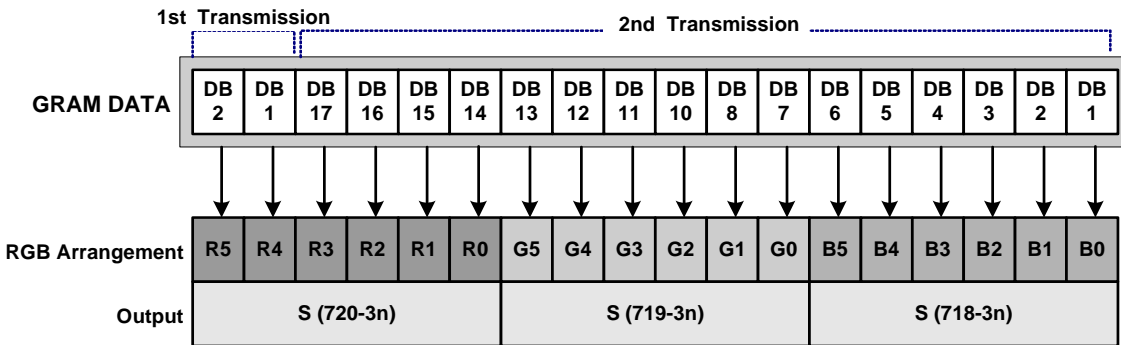 1st Transmission
2nd Transmission
GRAM DATA
DB 2 DB 1 DB 17 DB 16 DB 15 DB 14 DB 13 DB 12 DB 11 DB 10 DB 8 DB 7 DB 6 DB 5 DB 4 DB 3 DB 2 DB 1
RGB Arrangement R5 R4 R3 R2 R1 R0 G5 G4 G3 G2 G1 G0 B5 B4 B3 B2 B1 B0
Output S (720-3n) S (719-3n) S (718-3n)